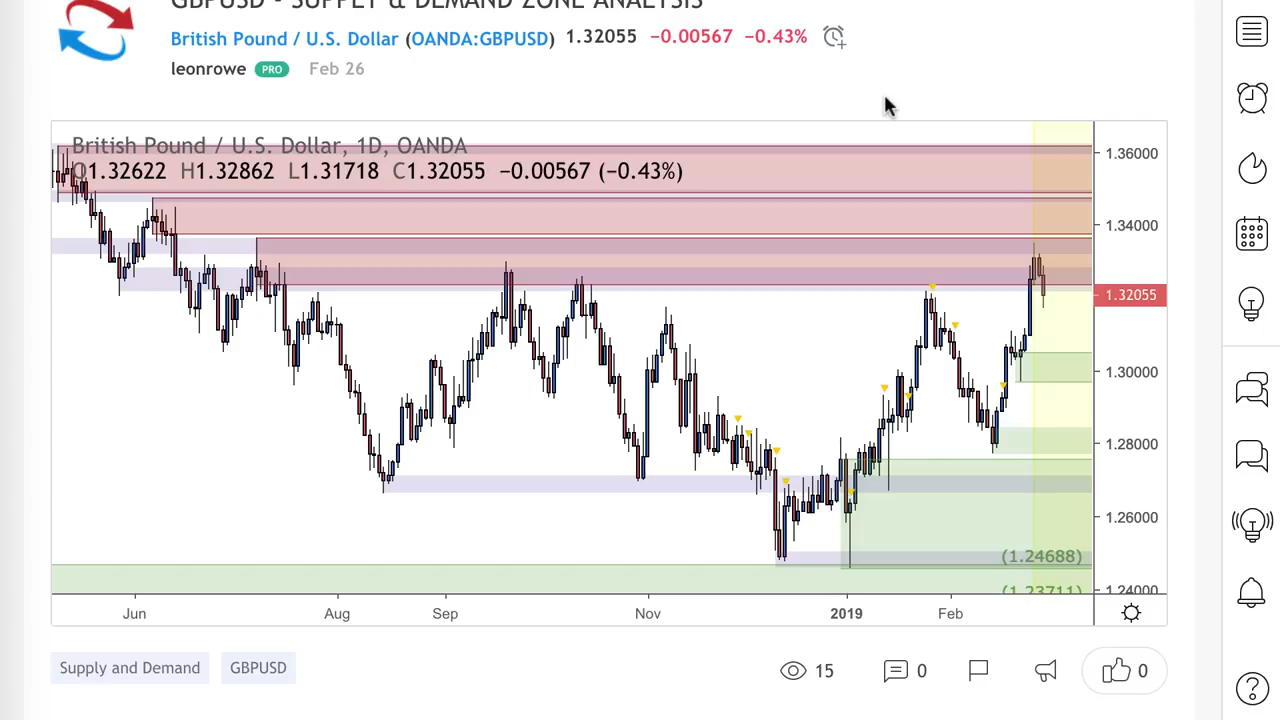 GBPUSD - SUPPLY & DEMAND ZONE ANALYSIS
British Pound / U.S. Dollar (OANDA:GBPUSD) 1.32055 −0.00567 −0.43%
leonrowe PRO Feb 26
British Pound / U.S. Dollar, 1D, OANDA
O1.32622 H1.32862 L1.31718 C1.32055 −0.00567 (−0.43%)
1.36000
1.34000
1.32055
1.30000
1.28000
1.26000
(1.24688)
(1.23711)
1.24000
Jun Aug Sep Nov 2019 Feb
Supply and Demand GBPUSD 15 0 0